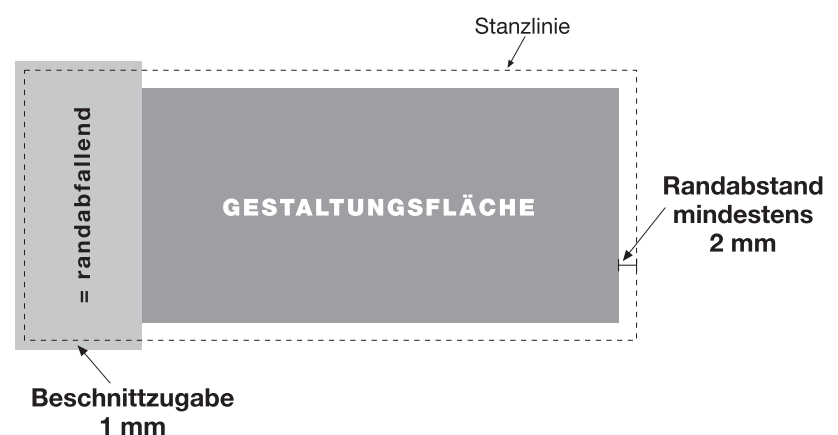 Stanzlinie
= randabfallend
GESTALTUNGSFLÄCHE
Randabstand
mindestens
2 mm
Beschnittzugabe
1 mm